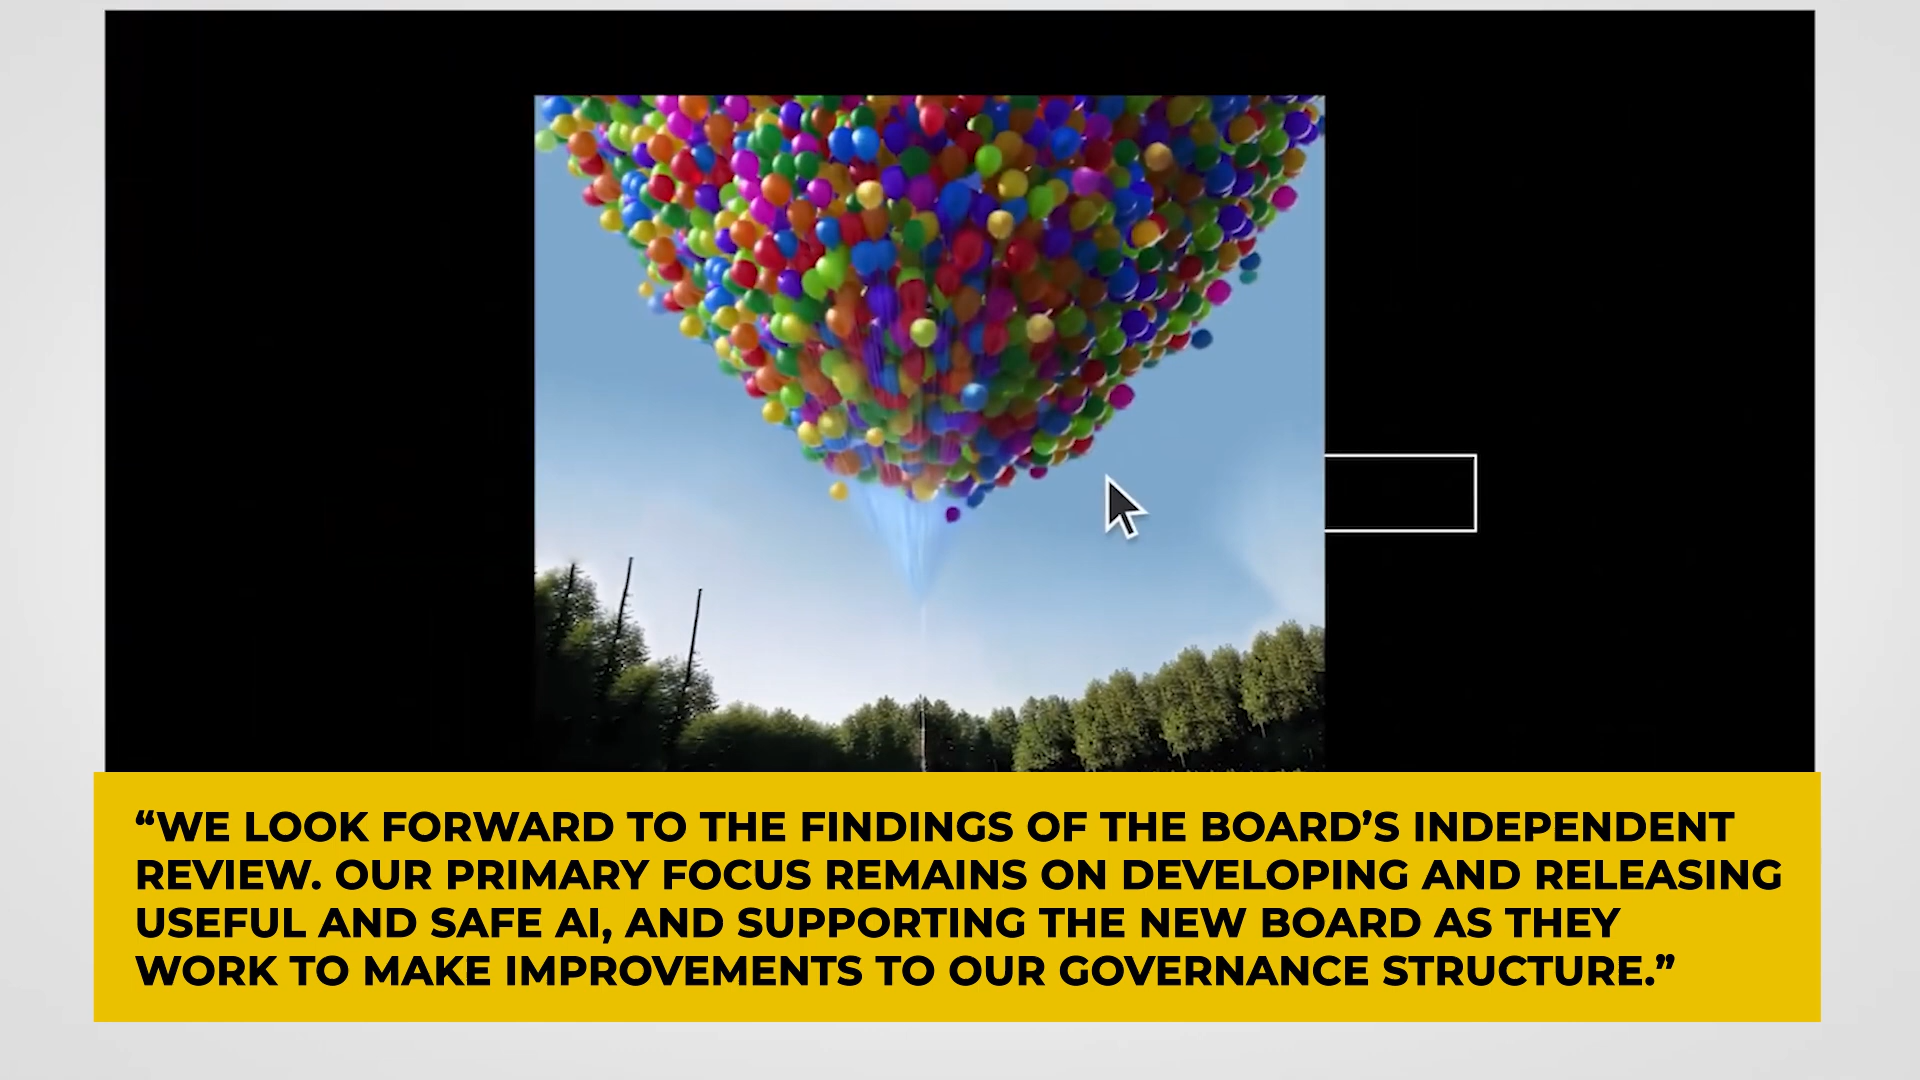 “WE LOOK FORWARD TO THE FINDINGS OF THE BOARD’S INDEPENDENT
REVIEW. OUR PRIMARY FOCUS REMAINS ON DEVELOPING AND RELEASING
USEFUL AND SAFE AI, AND SUPPORTING THE NEW BOARD AS THEY
WORK TO MAKE IMPROVEMENTS TO OUR GOVERNANCE STRUCTURE.”